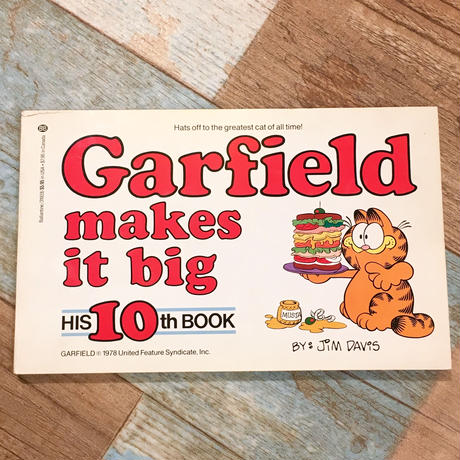 Hats off to the greatest cat of all time!
Garfield
makes
it big
HIS 10th BOOK
MUSTA
GARFIELD © 1978 United Feature Syndicate, Inc.
BY: JIM DAVIS